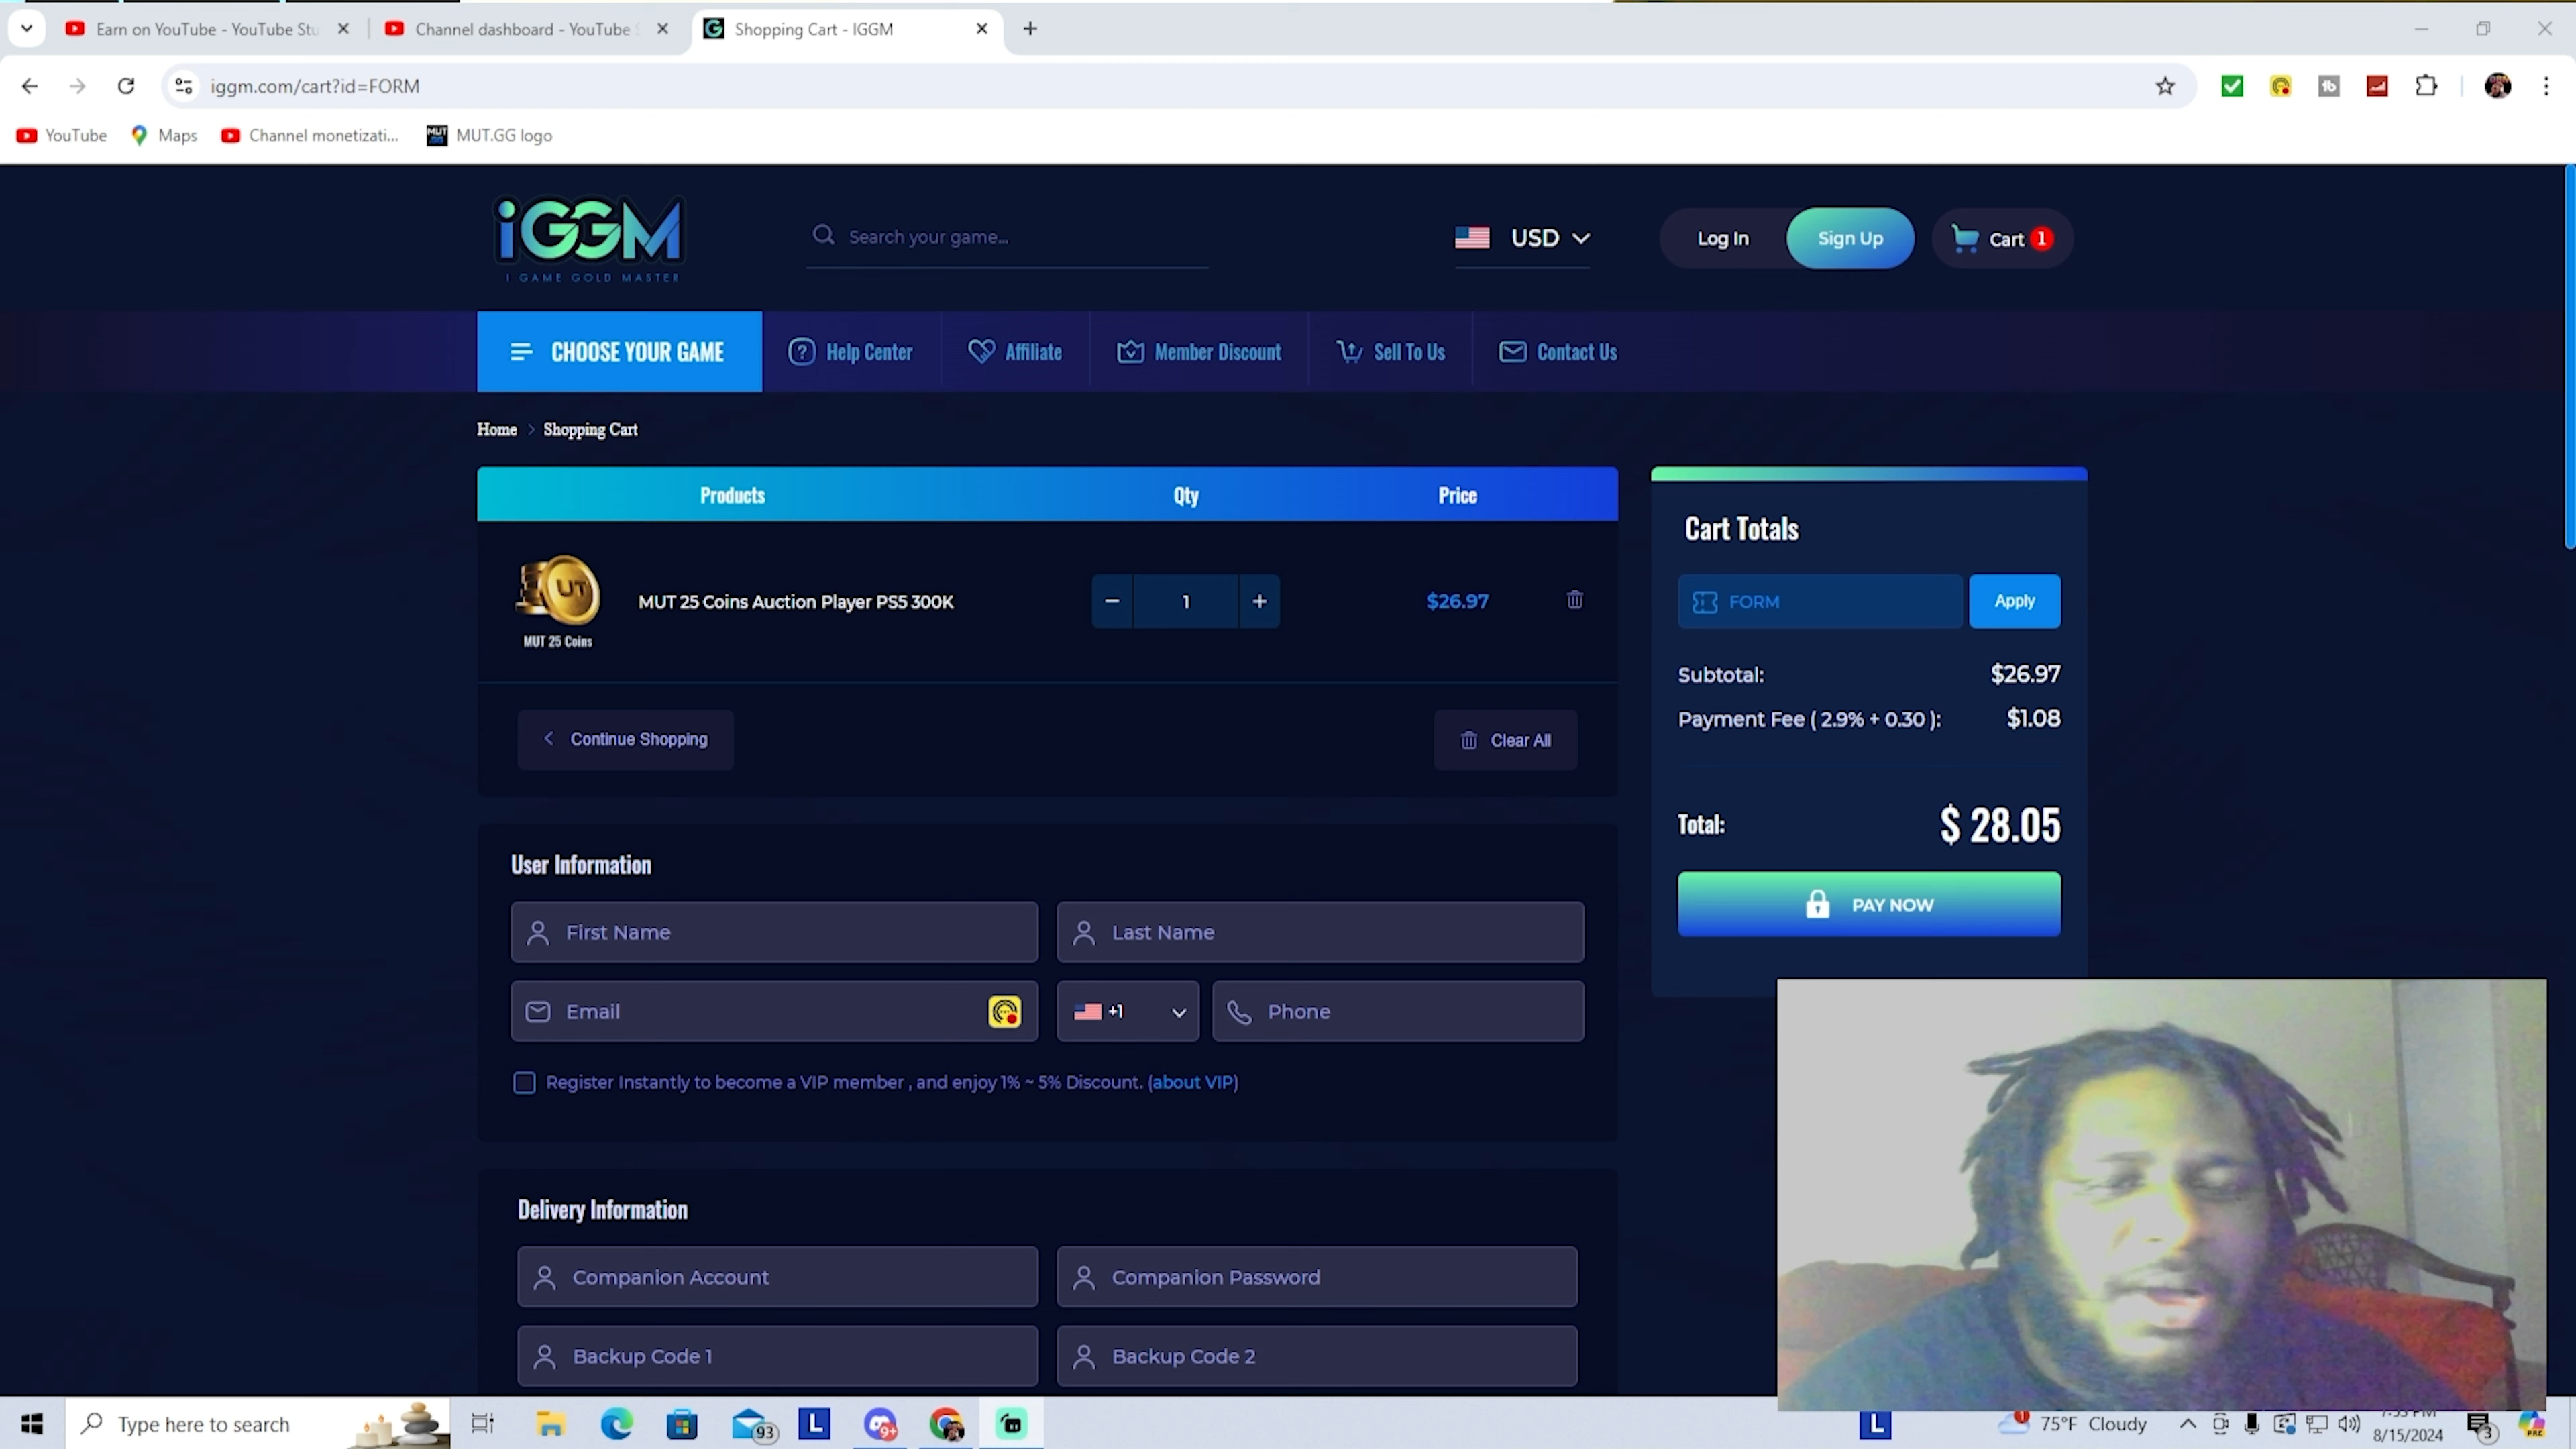 Earn on YouTube - YouTube Stu
Channel dashboard - YouTube S
Shopping Cart - IGGM
iggm.com/cart?id=FORM
YouTube
Maps
Channel monetizati...
MUT.GG logo
iGGM
I GAME GOLD MASTER
Search your game...
USD
Log In
Sign Up
Cart 1
CHOOSE YOUR GAME
Help Center
Affiliate
Member Discount
Sell To Us
Contact Us
Home > Shopping Cart
Products Qty Price
UT
MUT 25 Coins
MUT 25 Coins Auction Player PS5 300K
− 1 +
$26.97
Continue Shopping
Clear All
Cart Totals
FORM
Apply
Subtotal: $26.97
Payment Fee ( 2.9% + 0.30 ): $1.08
Total: $ 28.05
PAY NOW
User Information
First Name
Last Name
Email
+1
Phone
Register Instantly to become a VIP member , and enjoy 1% ~ 5% Discount. (about VIP)
Delivery Information
Companion Account
Companion Password
Backup Code 1
Backup Code 2
Type here to search
93
L
9+
L
1
75°F Cloudy
8/15/2024
3
PRE